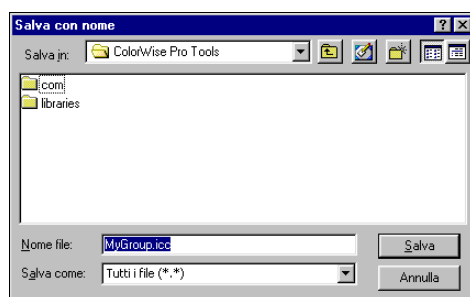 Salva con nome
Salva in: ColorWise Pro Tools
com
libraries
Nome file: MyGroup.icc Salva
Salva come: Tutti i file (*.*) Annulla